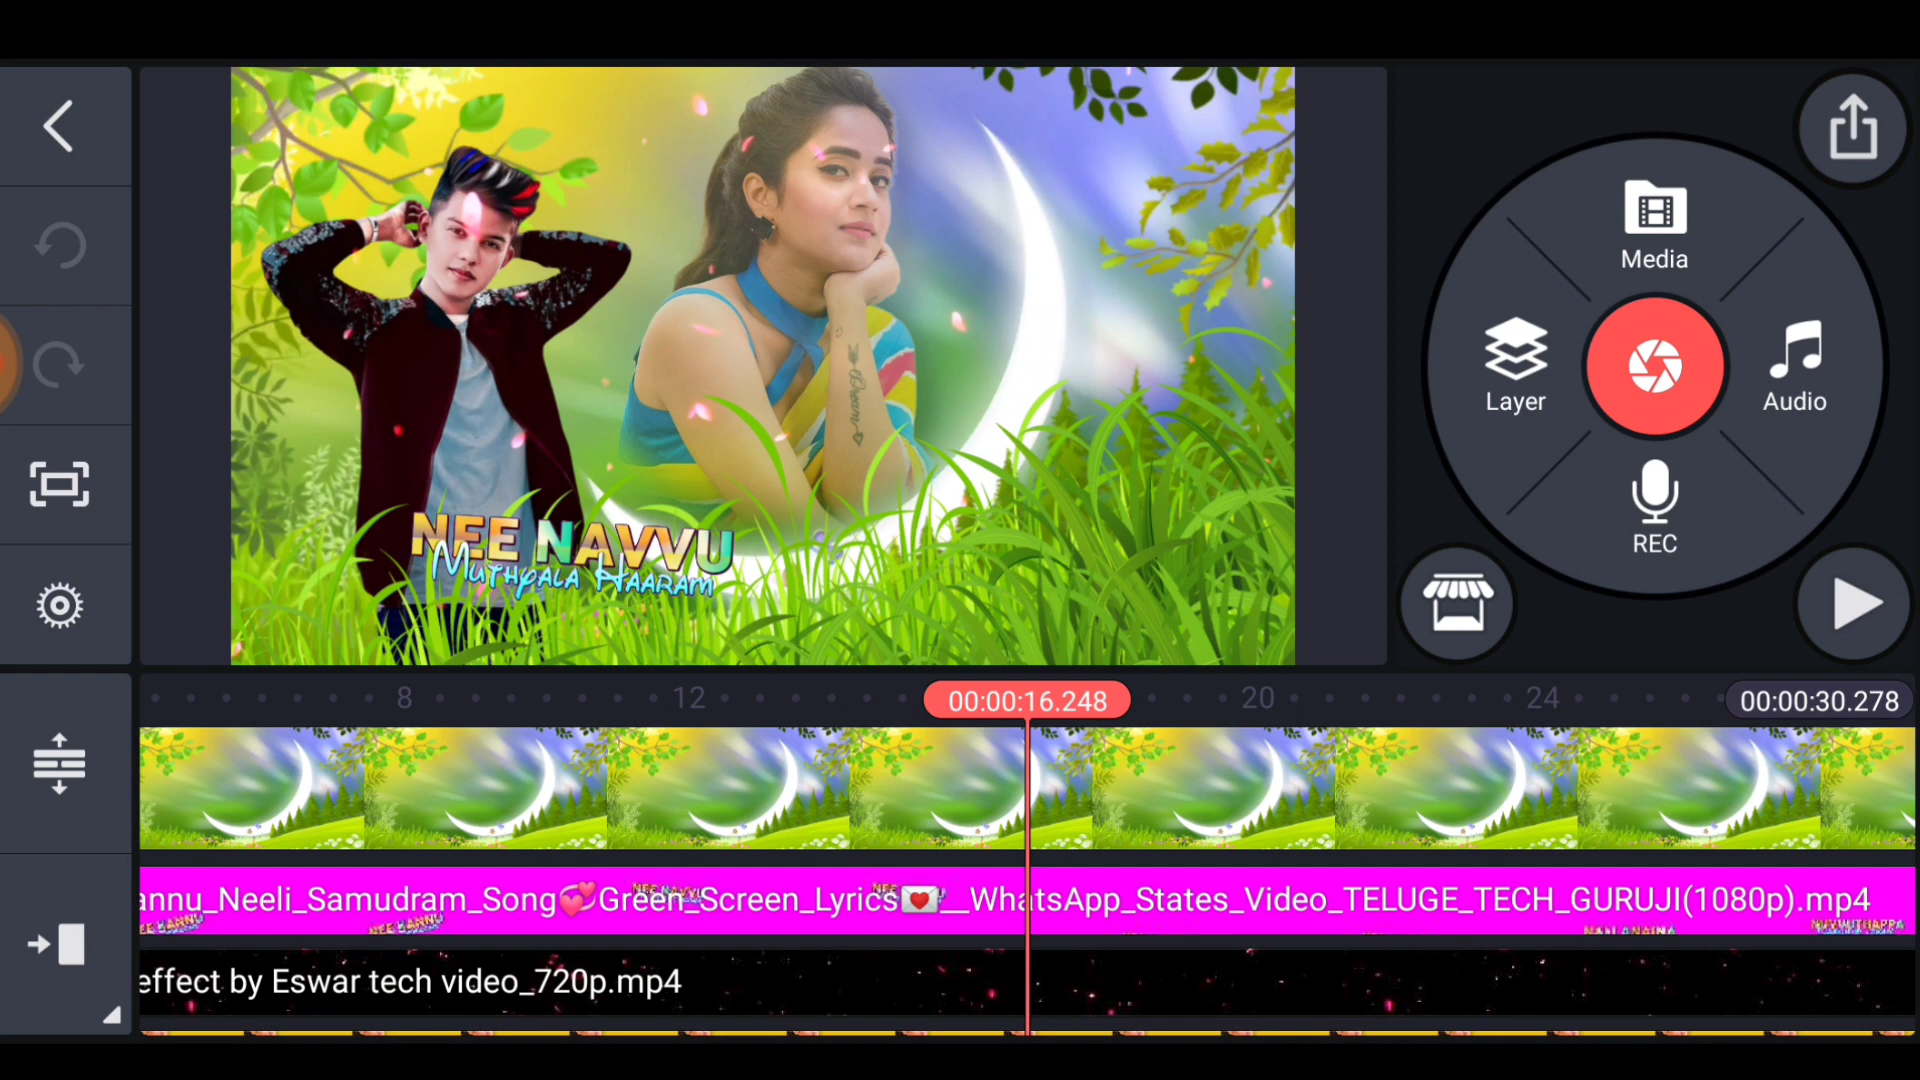 Media
Layer
Audio
REC
NEE NAVVU
MUTHYALA HAARAM
Dream
8
12
00:00:16.248
20
24
00:00:30.278
annu_Neeli_Samudram_Song💞Green_Screen_Lyrics💌__WhatsApp_States_Video_TELUGE_TECH_GURUJI(1080p).mp4
effect by Eswar tech video_720p.mp4